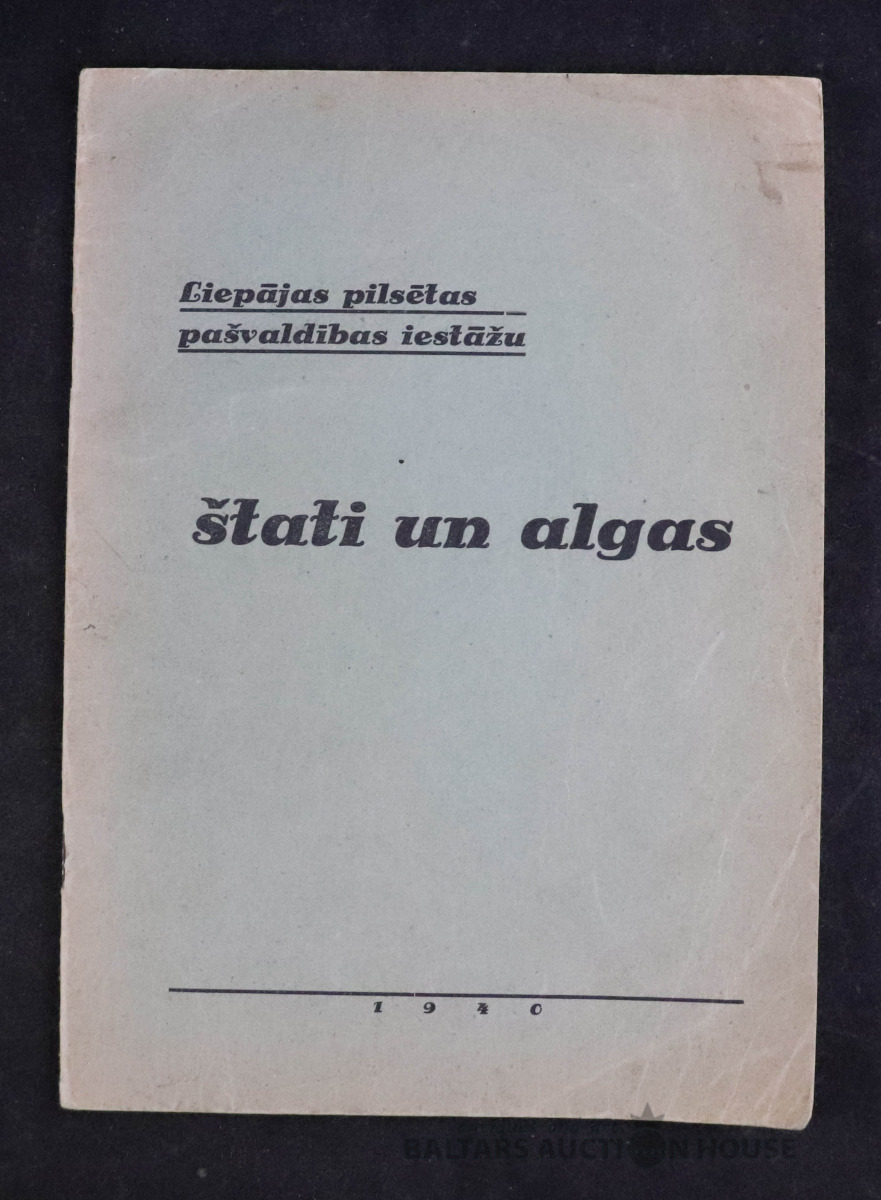 Liepājas pilsētas
pašvaldības iestāžu
štati un algas
1940
BALTARS AUCTION HOUSE